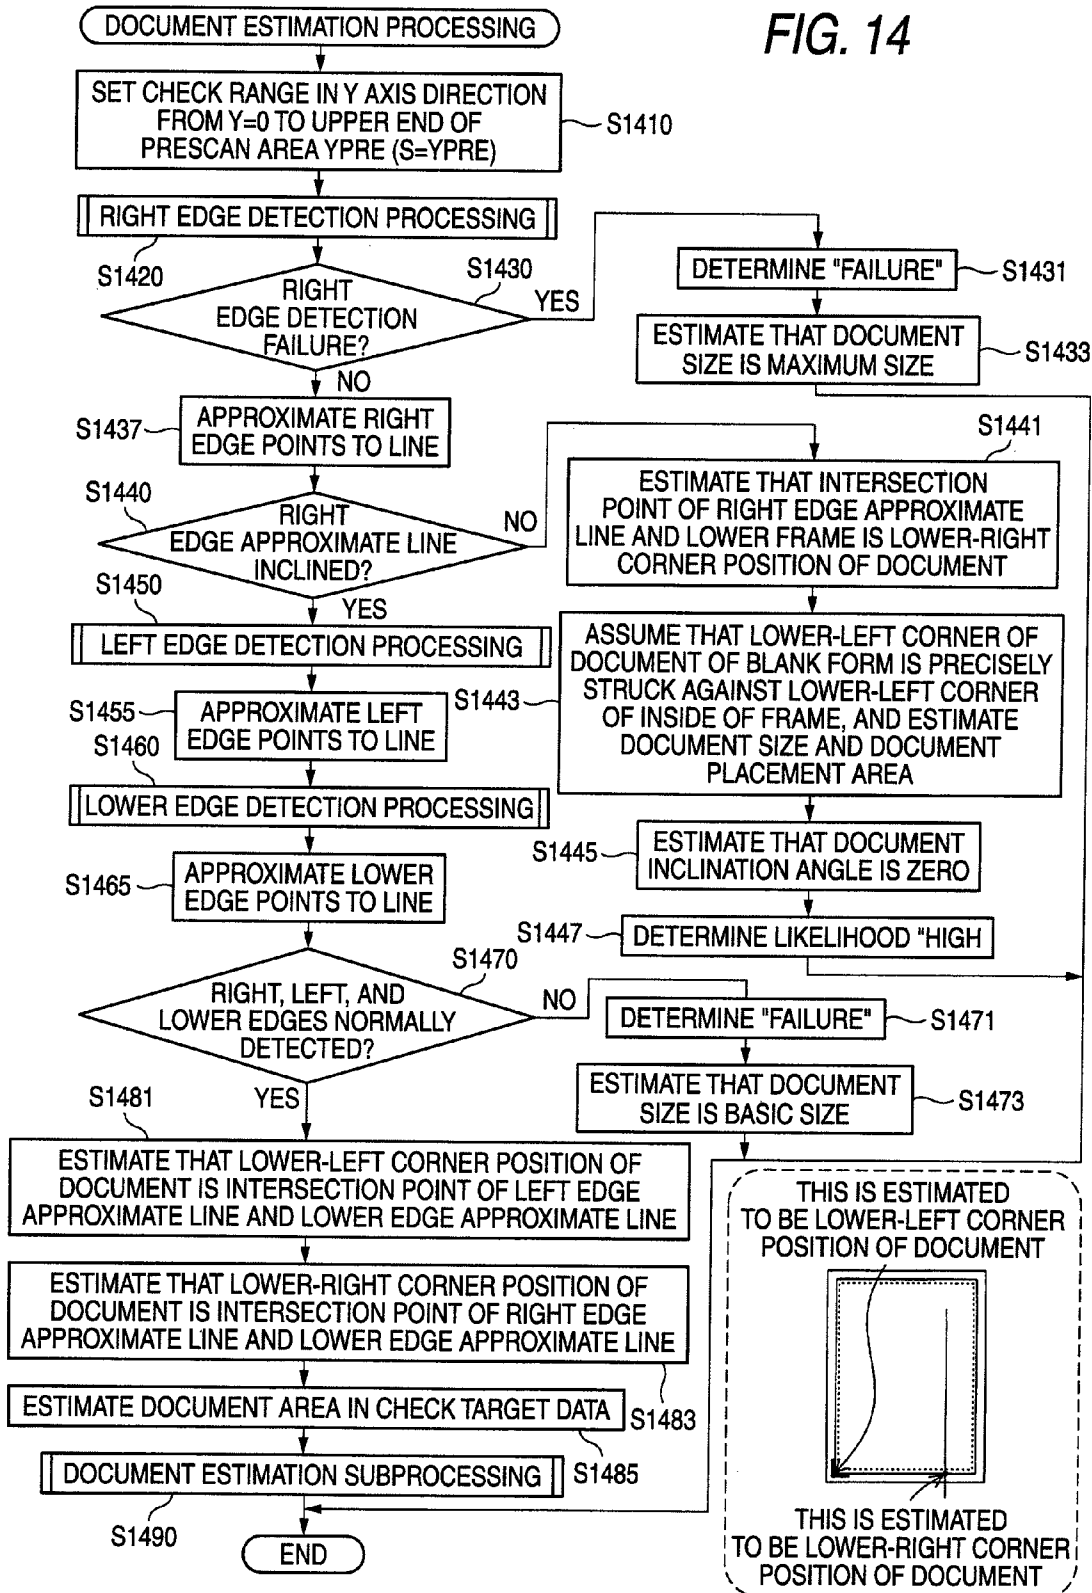 FIG. 14
DOCUMENT ESTIMATION PROCESSING
SET CHECK RANGE IN Y AXIS DIRECTION
FROM Y=0 TO UPPER END OF
PRESCAN AREA YPRE (S=YPRE)
S1410
RIGHT EDGE DETECTION PROCESSING
S1420
RIGHT
EDGE DETECTION
FAILURE?
S1430
YES
DETERMINE "FAILURE"
S1431
ESTIMATE THAT DOCUMENT
SIZE IS MAXIMUM SIZE
S1433
NO
S1437
APPROXIMATE RIGHT
EDGE POINTS TO LINE
S1440
RIGHT
EDGE APPROXIMATE LINE
INCLINED?
NO
S1441
ESTIMATE THAT INTERSECTION
POINT OF RIGHT EDGE APPROXIMATE
LINE AND LOWER FRAME IS LOWER-RIGHT
CORNER POSITION OF DOCUMENT
YES
S1450
LEFT EDGE DETECTION PROCESSING
S1443
ASSUME THAT LOWER-LEFT CORNER OF
DOCUMENT OF BLANK FORM IS PRECISELY
STRUCK AGAINST LOWER-LEFT CORNER
OF INSIDE OF FRAME, AND ESTIMATE
DOCUMENT SIZE AND DOCUMENT
PLACEMENT AREA
S1455
APPROXIMATE LEFT
EDGE POINTS TO LINE
S1460
LOWER EDGE DETECTION PROCESSING
S1445
ESTIMATE THAT DOCUMENT
INCLINATION ANGLE IS ZERO
S1465
APPROXIMATE LOWER
EDGE POINTS TO LINE
S1447
DETERMINE LIKELIHOOD "HIGH
S1470
RIGHT, LEFT, AND
LOWER EDGES NORMALLY
DETECTED?
NO
DETERMINE "FAILURE"
S1471
ESTIMATE THAT DOCUMENT
SIZE IS BASIC SIZE
S1473
YES
S1481
ESTIMATE THAT LOWER-LEFT CORNER POSITION OF
DOCUMENT IS INTERSECTION POINT OF LEFT EDGE
APPROXIMATE LINE AND LOWER EDGE APPROXIMATE LINE
ESTIMATE THAT LOWER-RIGHT CORNER POSITION OF
DOCUMENT IS INTERSECTION POINT OF RIGHT EDGE
APPROXIMATE LINE AND LOWER EDGE APPROXIMATE LINE
S1483
ESTIMATE DOCUMENT AREA IN CHECK TARGET DATA
S1485
DOCUMENT ESTIMATION SUBPROCESSING
S1490
END
THIS IS ESTIMATED
TO BE LOWER-LEFT CORNER
POSITION OF DOCUMENT
THIS IS ESTIMATED
TO BE LOWER-RIGHT CORNER
POSITION OF DOCUMENT